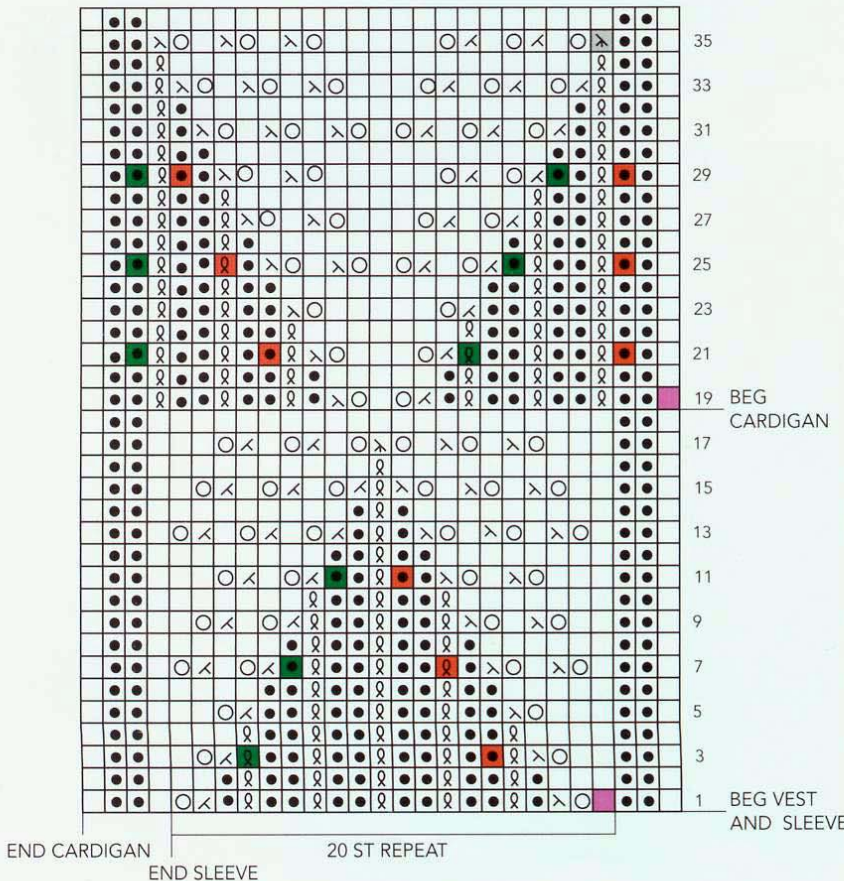 35
33
31
29
27
25
23
21
19 BEG
CARDIGAN
17
15
13
11
9
7
5
3
1 BEG VEST
AND SLEEVE
END CARDIGAN
20 ST REPEAT
END SLEEVE